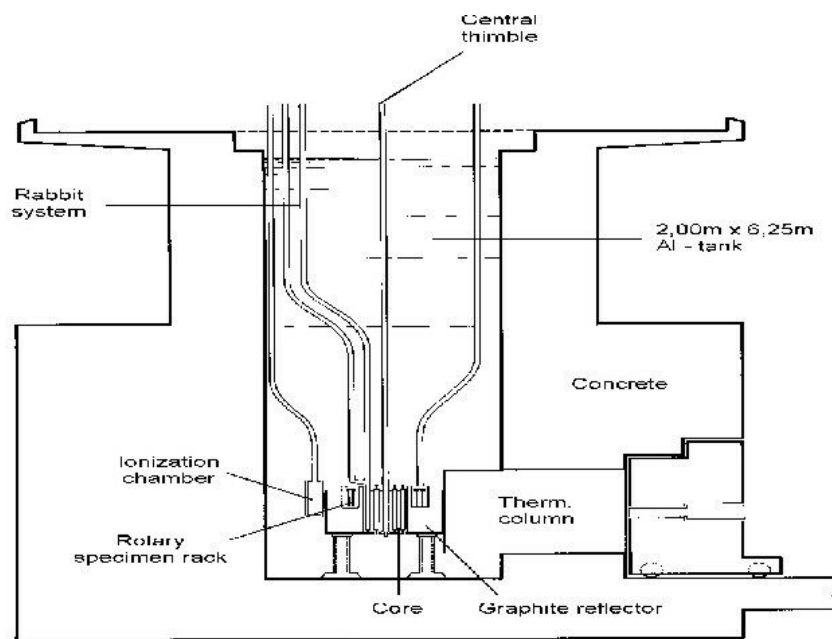 Central
thimble
Rabbit
system
2,00m x 6,25m
Al - tank
Concrete
Ionization
chamber
Therm.
column
Rotary
specimen rack
Core
Graphite reflector